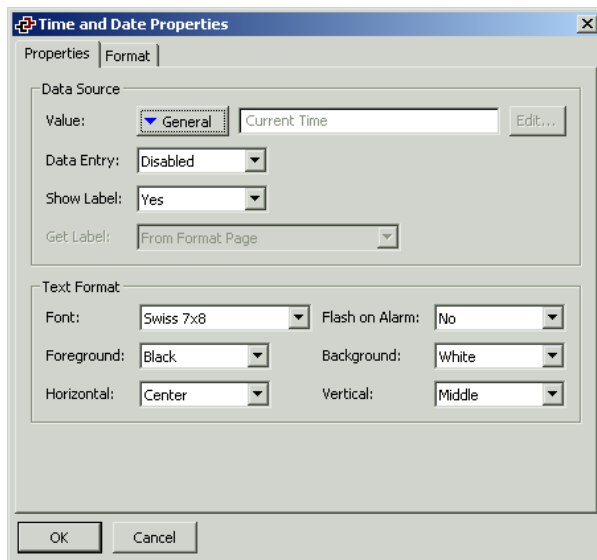 Time and Date Properties
Properties Format
Data Source
Value: General Current Time Edit...
Data Entry: Disabled
Show Label: Yes
Get Label: From Format Page
Text Format
Font: Swiss 7x8 Flash on Alarm: No
Foreground: Black Background: White
Horizontal: Center Vertical: Middle
OK Cancel